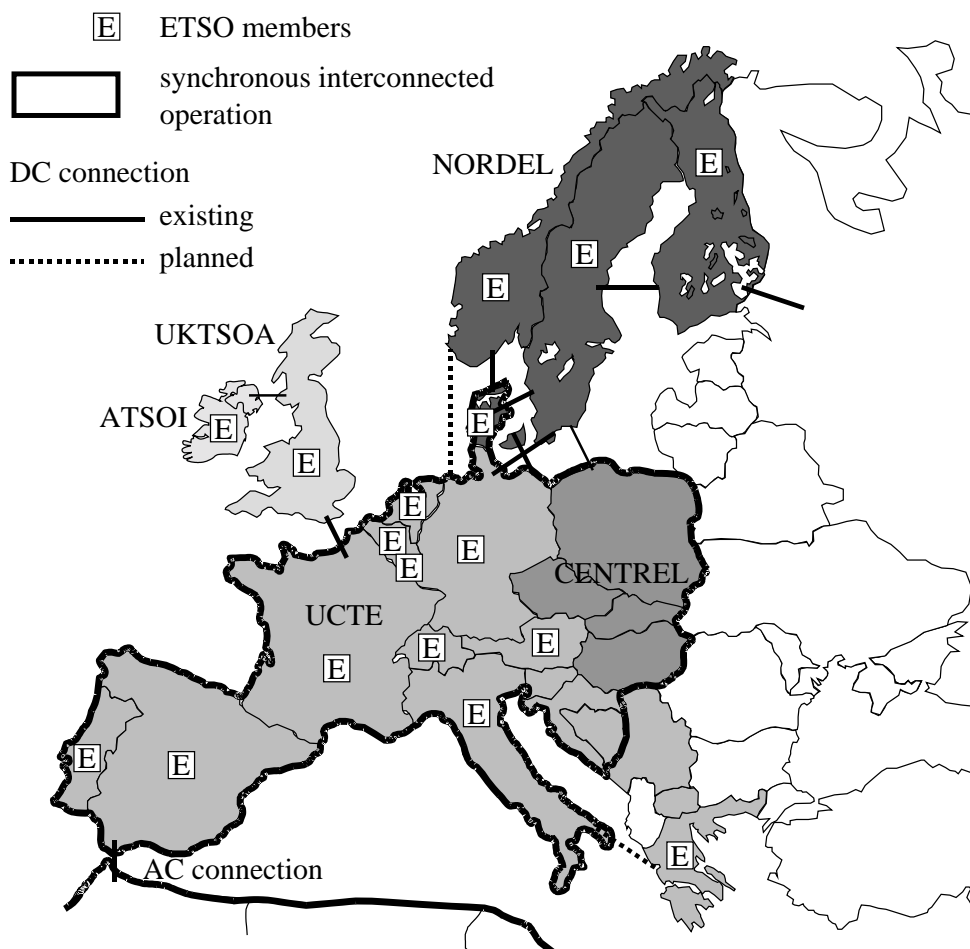 E ETSO members
synchronous interconnected
operation
DC connection
existing
planned
NORDEL
E
E
E
UKTSOA
ATSOI
E
E
E
E
E
E
E
CENTREL
UCTE
E
E
E
E
E
E
E
AC connection